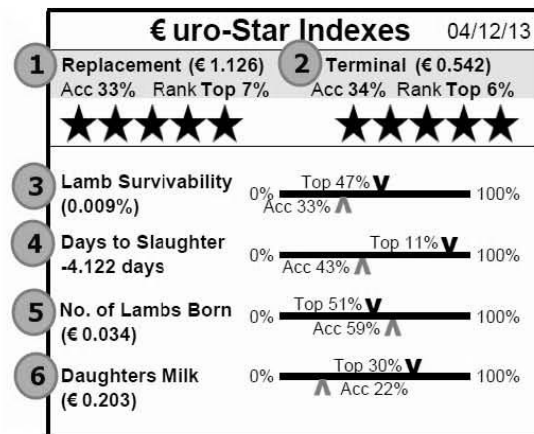 € uro-Star Indexes 04/12/13
1 Replacement (€ 1.126) 2 Terminal (€ 0.542)
Acc 33% Rank Top 7% Acc 34% Rank Top 6%
3 Lamb Survivability
(0.009%)
0% Top 47% 100%
Acc 33%
4 Days to Slaughter
-4.122 days
0% Top 11% 100%
Acc 43%
5 No. of Lambs Born
(€ 0.034)
0% Top 51% 100%
Acc 59%
6 Daughters Milk
(€ 0.203)
0% Top 30% 100%
Acc 22%